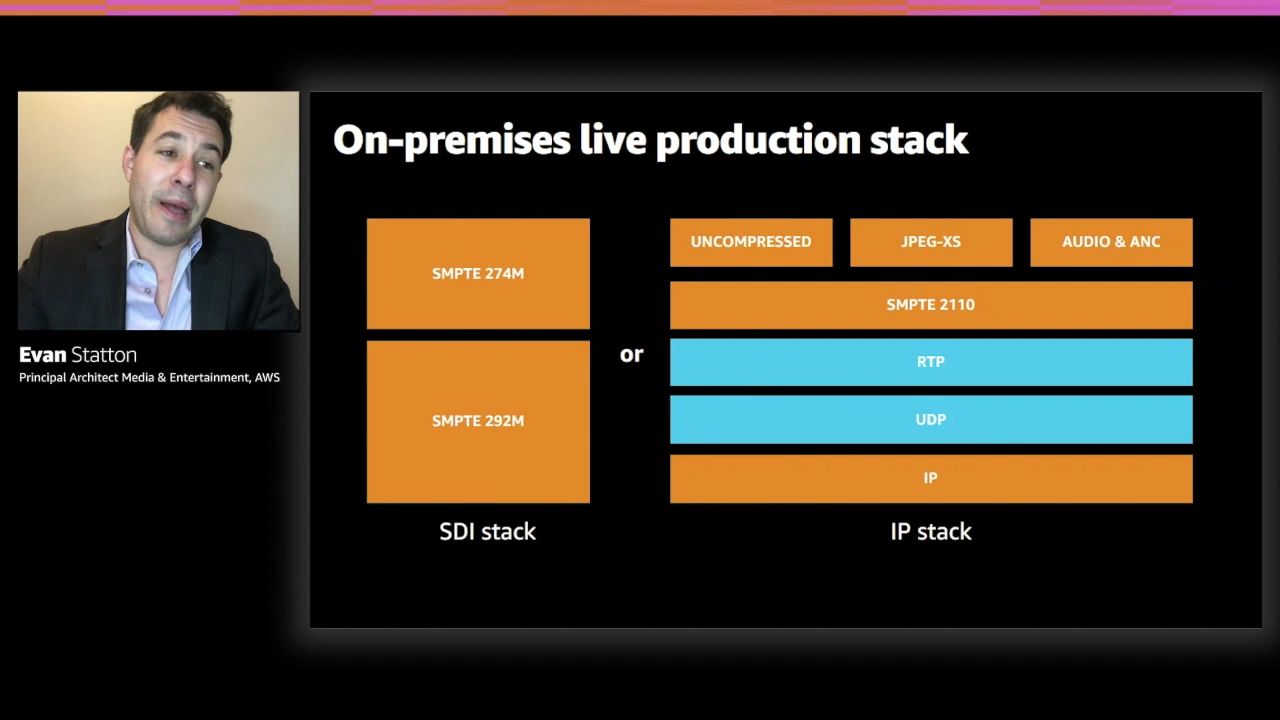 On-premises live production stack
SMPTE 274M
SMPTE 292M
SDI stack
or
UNCOMPRESSED
JPEG-XS
AUDIO & ANC
SMPTE 2110
RTP
UDP
IP
IP stack
Evan Statton
Principal Architect Media & Entertainment, AWS